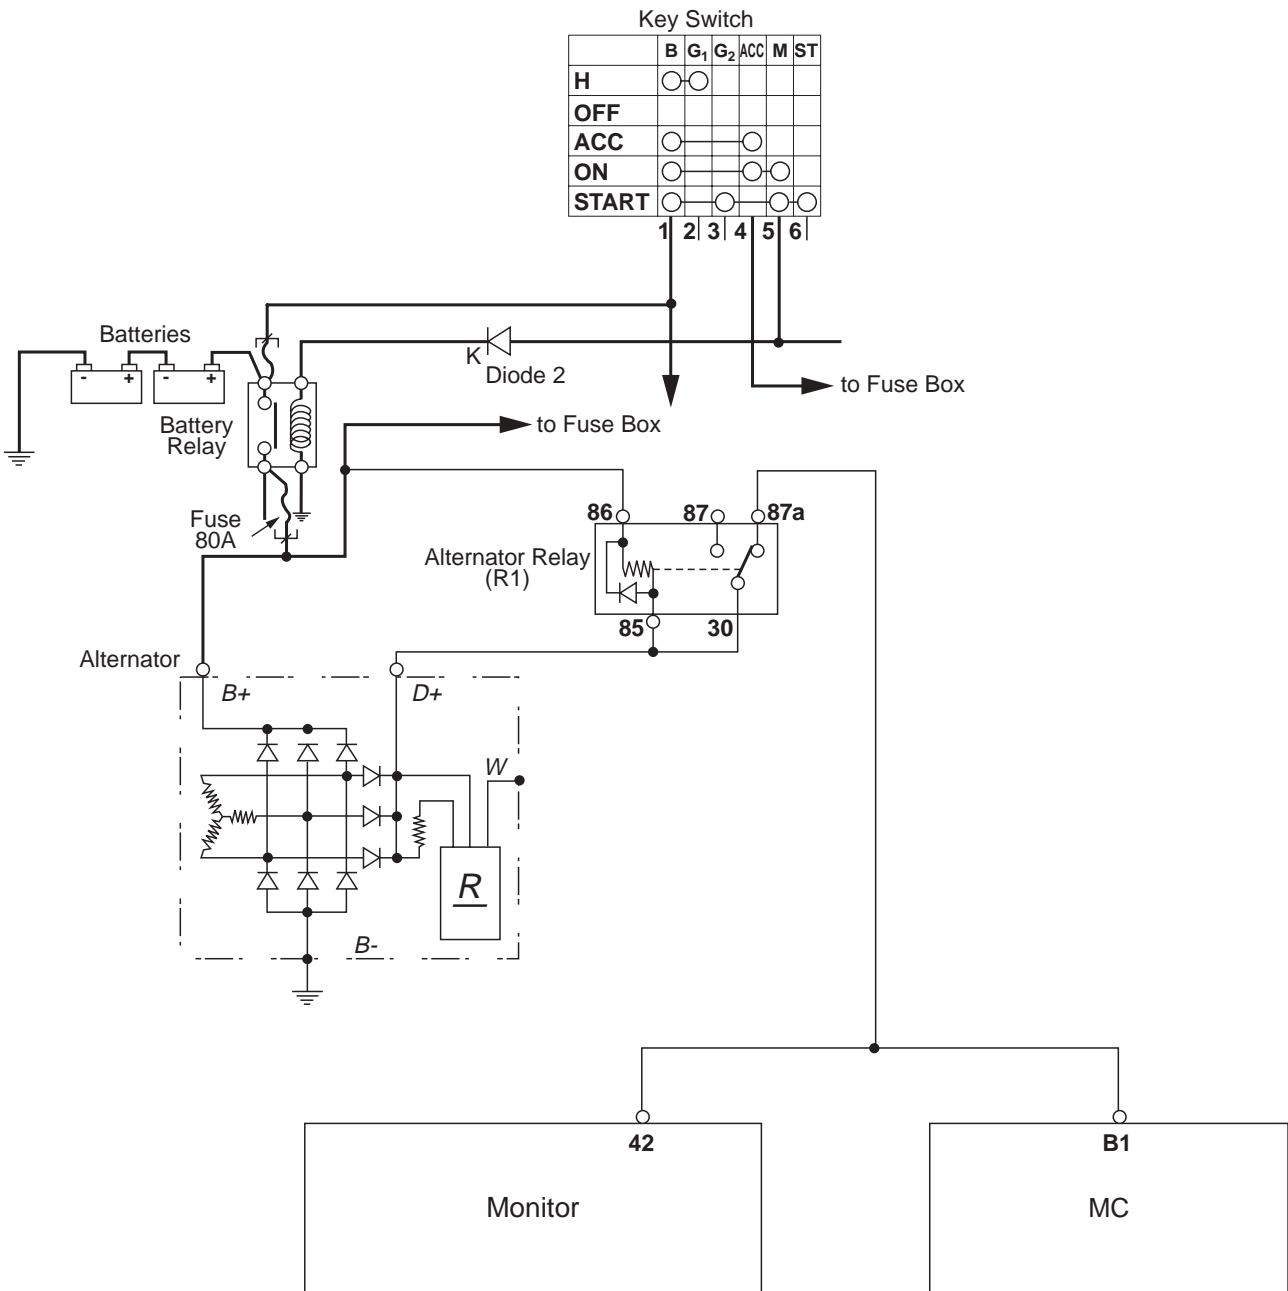 Key Switch
B G₁ G₂ ACC M ST
H
OFF
ACC
ON
START
1 2 3 4 5 6
Batteries
- + - +
K
Diode 2
to Fuse Box
Battery
Relay
to Fuse Box
Fuse
80A
86 87 87a
Alternator Relay
(R1)
85 30
Alternator
B+ D+
W
R
B-
42 B1
Monitor MC